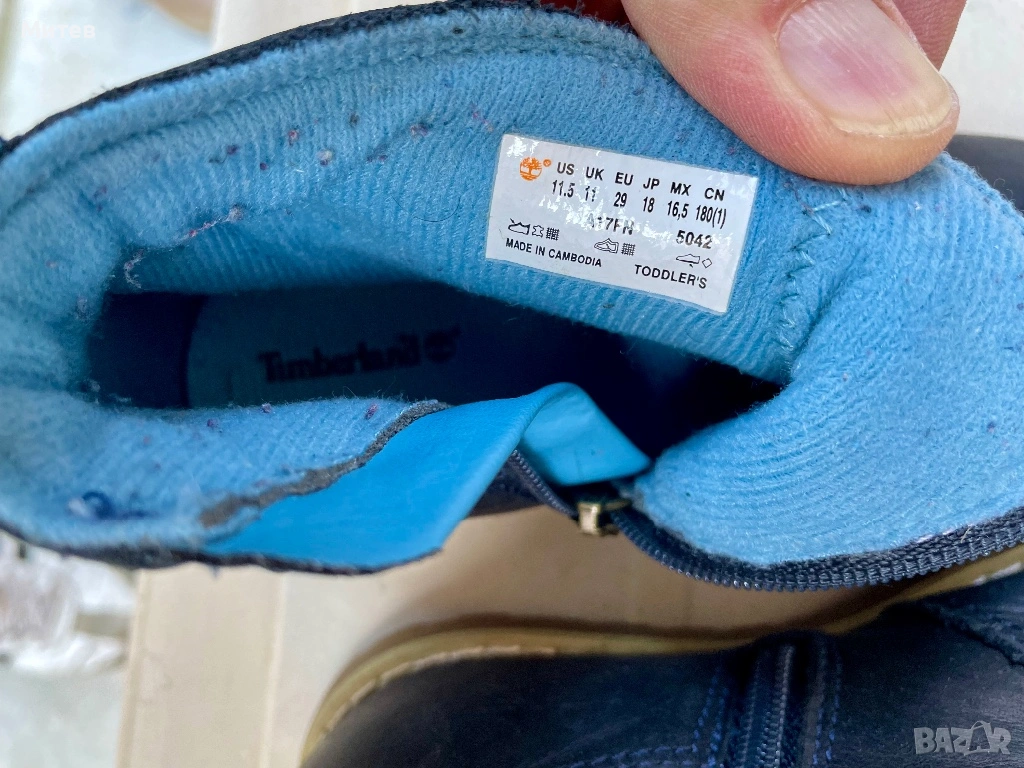 Митев
US UK EU JP MX CN
11.5 11 29 18 16,5 180(1)
5042
MADE IN CAMBODIA
TODDLER'S
Timberland
BAZAR